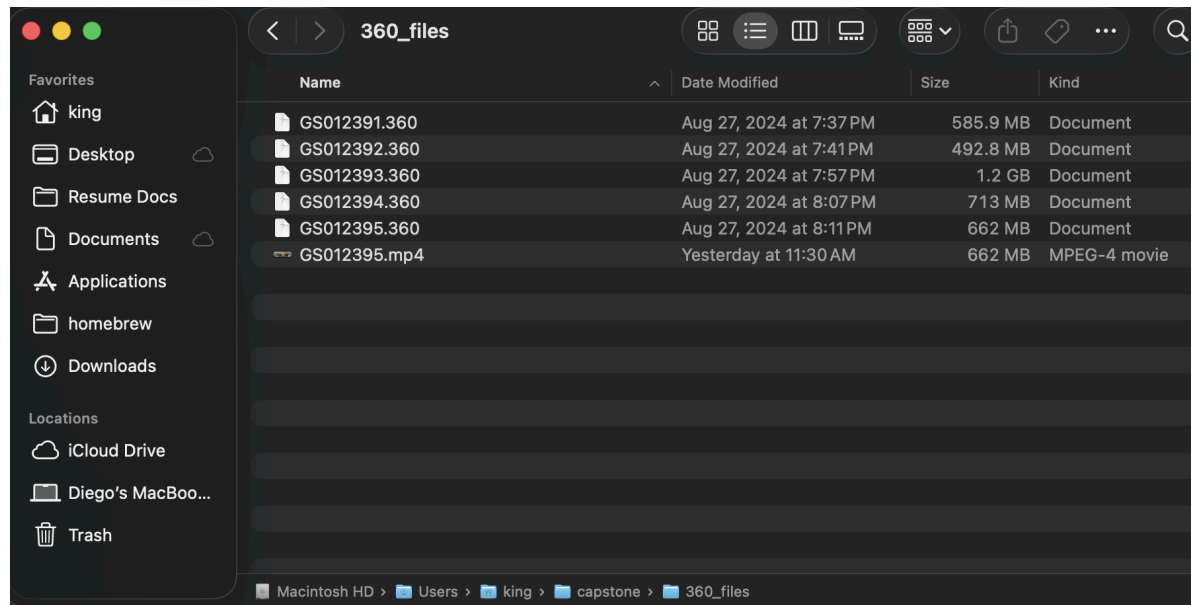 360_files
Favorites
king
Desktop
Resume Docs
Documents
Applications
homebrew
Downloads
Locations
iCloud Drive
Diego's MacBoo...
Trash
Name Date Modified Size Kind
GS012391.360 Aug 27, 2024 at 7:37 PM 585.9 MB Document
GS012392.360 Aug 27, 2024 at 7:41 PM 492.8 MB Document
GS012393.360 Aug 27, 2024 at 7:57 PM 1.2 GB Document
GS012394.360 Aug 27, 2024 at 8:07 PM 713 MB Document
GS012395.360 Aug 27, 2024 at 8:11 PM 662 MB Document
GS012395.mp4 Yesterday at 11:30 AM 662 MB MPEG-4 movie
Macintosh HD › Users › king › capstone › 360_files